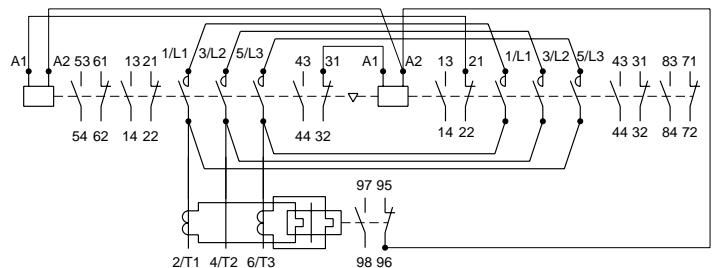 1/L1 3/L2 5/L3
A1 A2 53 61 13 21 43 31 A1 A2 13 21 1/L1 3/L2 5/L3 43 31 83 71
54 62 14 22 44 32 14 22 44 32 84 72
97 95
98 96
2/T1 4/T2 6/T3